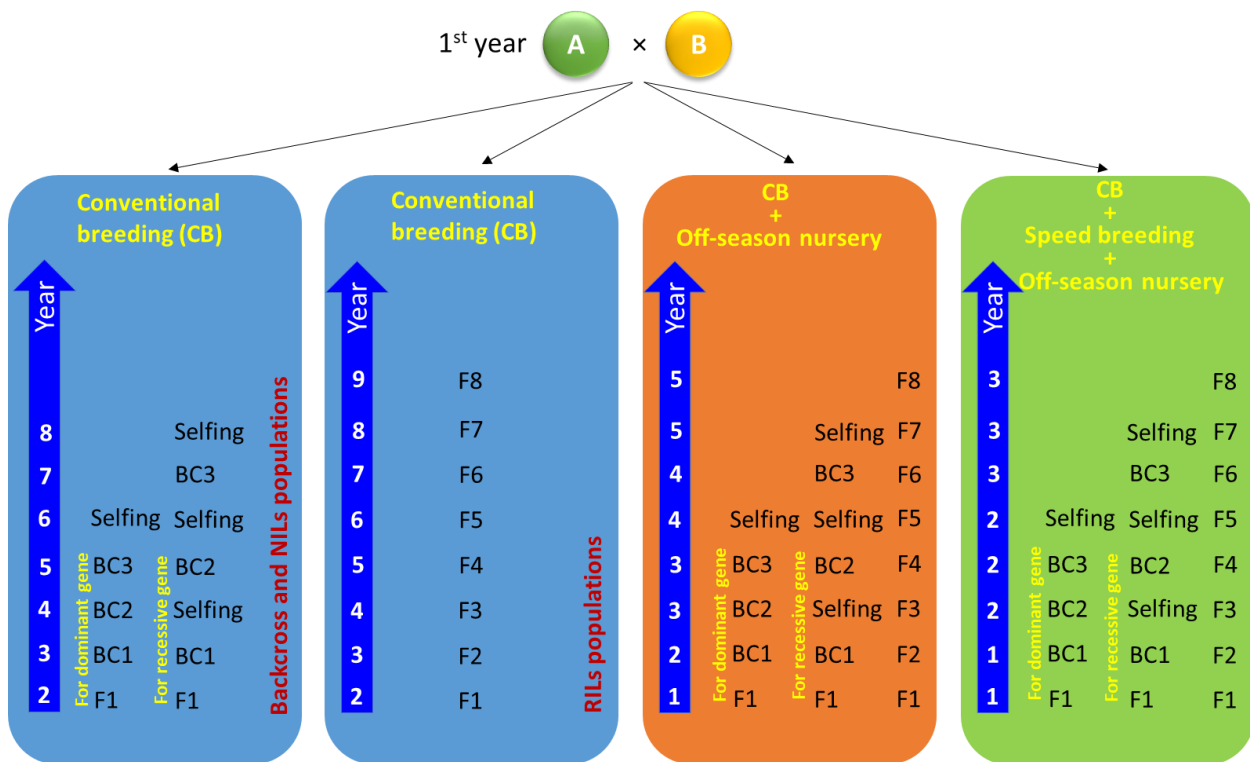 1st year A × B
Conventional
breeding (CB)
Year
8 Selfing
7 BC3
6 Selfing Selfing
5 BC3 BC2
4 BC2 Selfing
3 BC1 BC1
2 F1 F1
For dominant gene
For recessive gene
Backcross and NILs populations
Conventional
breeding (CB)
Year
9 F8
8 F7
7 F6
6 F5
5 F4
4 F3
3 F2
2 F1
RILs populations
CB
+
Off-season nursery
Year
5 F8
5 Selfing F7
4 BC3 F6
4 Selfing Selfing F5
3 BC3 BC2 F4
3 BC2 Selfing F3
2 BC1 BC1 F2
1 F1 F1 F1
For dominant gene
For recessive gene
CB
+
Speed breeding
+
Off-season nursery
Year
3 F8
3 Selfing F7
3 BC3 F6
2 Selfing Selfing F5
2 BC3 BC2 F4
2 BC2 Selfing F3
1 BC1 BC1 F2
1 F1 F1 F1
For dominant gene
For recessive gene